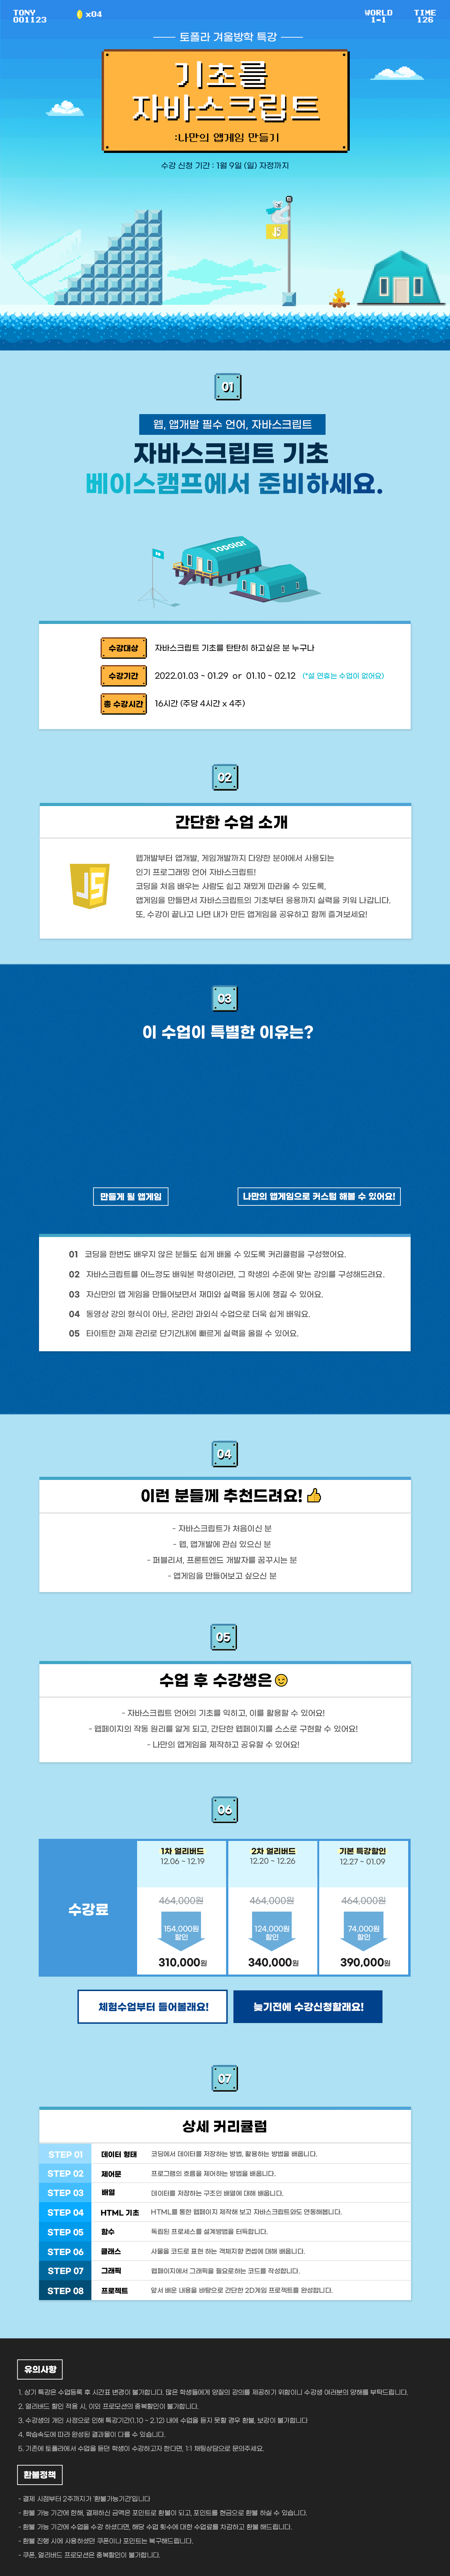 TONY
001123
x04
WORLD
1-1
TIME
126
토폴라 겨울방학 특강
기초를
자바스크립트
:나만의 앱게임 만들기
수강 신청 기간 : 1월 9일 (일) 자정까지
JS
01
웹, 앱개발 필수 언어, 자바스크립트
자바스크립트 기초
베이스캠프에서 준비하세요.
TOPOLAR
수강대상
자바스크립트 기초를 탄탄히 하고싶은 분 누구나
수강기간
2022.01.03 ~ 01.29 or 01.10 ~ 02.12 (*설 연휴는 수업이 없어요)
총 수강시간
16시간 (주당 4시간 x 4주)
02
간단한 수업 소개
JS
웹개발부터 앱개발, 게임개발까지 다양한 분야에서 사용되는
인기 프로그래밍 언어 자바스크립트!
코딩을 처음 배우는 사람도 쉽고 재밌게 따라올 수 있도록,
앱게임을 만들면서 자바스크립트의 기초부터 응용까지 실력을 키워 나갑니다.
또, 수강이 끝나고 나면 내가 만든 앱게임을 공유하고 함께 즐겨보세요!
03
이 수업이 특별한 이유는?
만들게 될 앱게임
나만의 앱게임으로 커스텀 해볼 수 있어요!
01 코딩을 한번도 배우지 않은 분들도 쉽게 배울 수 있도록 커리큘럼을 구성했어요.
02 자바스크립트를 어느정도 배워본 학생이라면, 그 학생의 수준에 맞는 강의를 구성해드려요.
03 자신만의 앱 게임을 만들어보면서 재미와 실력을 동시에 챙길 수 있어요.
04 동영상 강의 형식이 아닌, 온라인 과외식 수업으로 더욱 쉽게 배워요.
05 타이트한 과제 관리로 단기간내에 빠르게 실력을 올릴 수 있어요.
04
이런 분들께 추천드려요!
- 자바스크립트가 처음이신 분
- 웹, 앱개발에 관심 있으신 분
- 퍼블리셔, 프론트엔드 개발자를 꿈꾸시는 분
- 앱게임을 만들어보고 싶으신 분
05
수업 후 수강생은
- 자바스크립트 언어의 기초를 익히고, 이를 활용할 수 있어요!
- 웹페이지의 작동 원리를 알게 되고, 간단한 웹페이지를 스스로 구현할 수 있어요!
- 나만의 앱게임을 제작하고 공유할 수 있어요!
06
수강료
1차 얼리버드
12.06 ~ 12.19
464,000원
154,000원
할인
310,000원
2차 얼리버드
12.20 ~ 12.26
464,000원
124,000원
할인
340,000원
기본 특강할인
12.27 ~ 01.09
464,000원
74,000원
할인
390,000원
체험수업부터 들어볼래요!
늦기전에 수강신청할래요!
07
상세 커리큘럼
STEP 01 데이터 형태 코딩에서 데이터를 저장하는 방법, 활용하는 방법을 배웁니다.
STEP 02 제어문 프로그램의 흐름을 제어하는 방법을 배웁니다.
STEP 03 배열 데이터를 저장하는 구조인 배열에 대해 배웁니다.
STEP 04 HTML 기초 HTML를 통한 웹페이지 제작해 보고 자바스크립트와도 연동해봅니다.
STEP 05 함수 독립된 프로세스를 설계방법을 터득합니다.
STEP 06 클래스 사물을 코드로 표현 하는 객체지향 컨셉에 대해 배웁니다.
STEP 07 그래픽 웹페이지에서 그래픽을 필요로하는 코드를 작성합니다.
STEP 08 프로젝트 앞서 배운 내용을 바탕으로 간단한 2D게임 프로젝트를 완성합니다.
유의사항
1. 상기 특강은 수업등록 후 시간표 변경이 불가합니다. 많은 학생들에게 양질의 강의를 제공하기 위함이니 수강생 여러분의 양해를 부탁드립니다.
2. 얼리버드 할인 적용 시, 이외 프로모션의 중복할인이 불가합니다.
3. 수강생의 개인 사정으로 인해 특강기간(1.10 ~ 2.12) 내에 수업을 듣지 못할 경우 환불, 보강이 불가합니다
4. 학습속도에 따라 완성된 결과물이 다를 수 있습니다.
5. 기존에 토폴라에서 수업을 듣던 학생이 수강하고자 한다면, 1:1 채팅상담으로 문의주세요.
환불정책
- 결제 시점부터 2주까지가 '환불가능기간'입니다
- 환불 가능 기간에 한해, 결제하신 금액은 포인트로 환불이 되고, 포인트를 현금으로 환불 하실 수 있습니다.
- 환불 가능 기간에 수업을 수강 하셨다면, 해당 수업 횟수에 대한 수업료를 차감하고 환불 해드립니다.
- 환불 진행 시에 사용하셨던 쿠폰이나 포인트는 복구해드립니다.
- 쿠폰, 얼리버드 프로모션은 중복할인이 불가합니다.